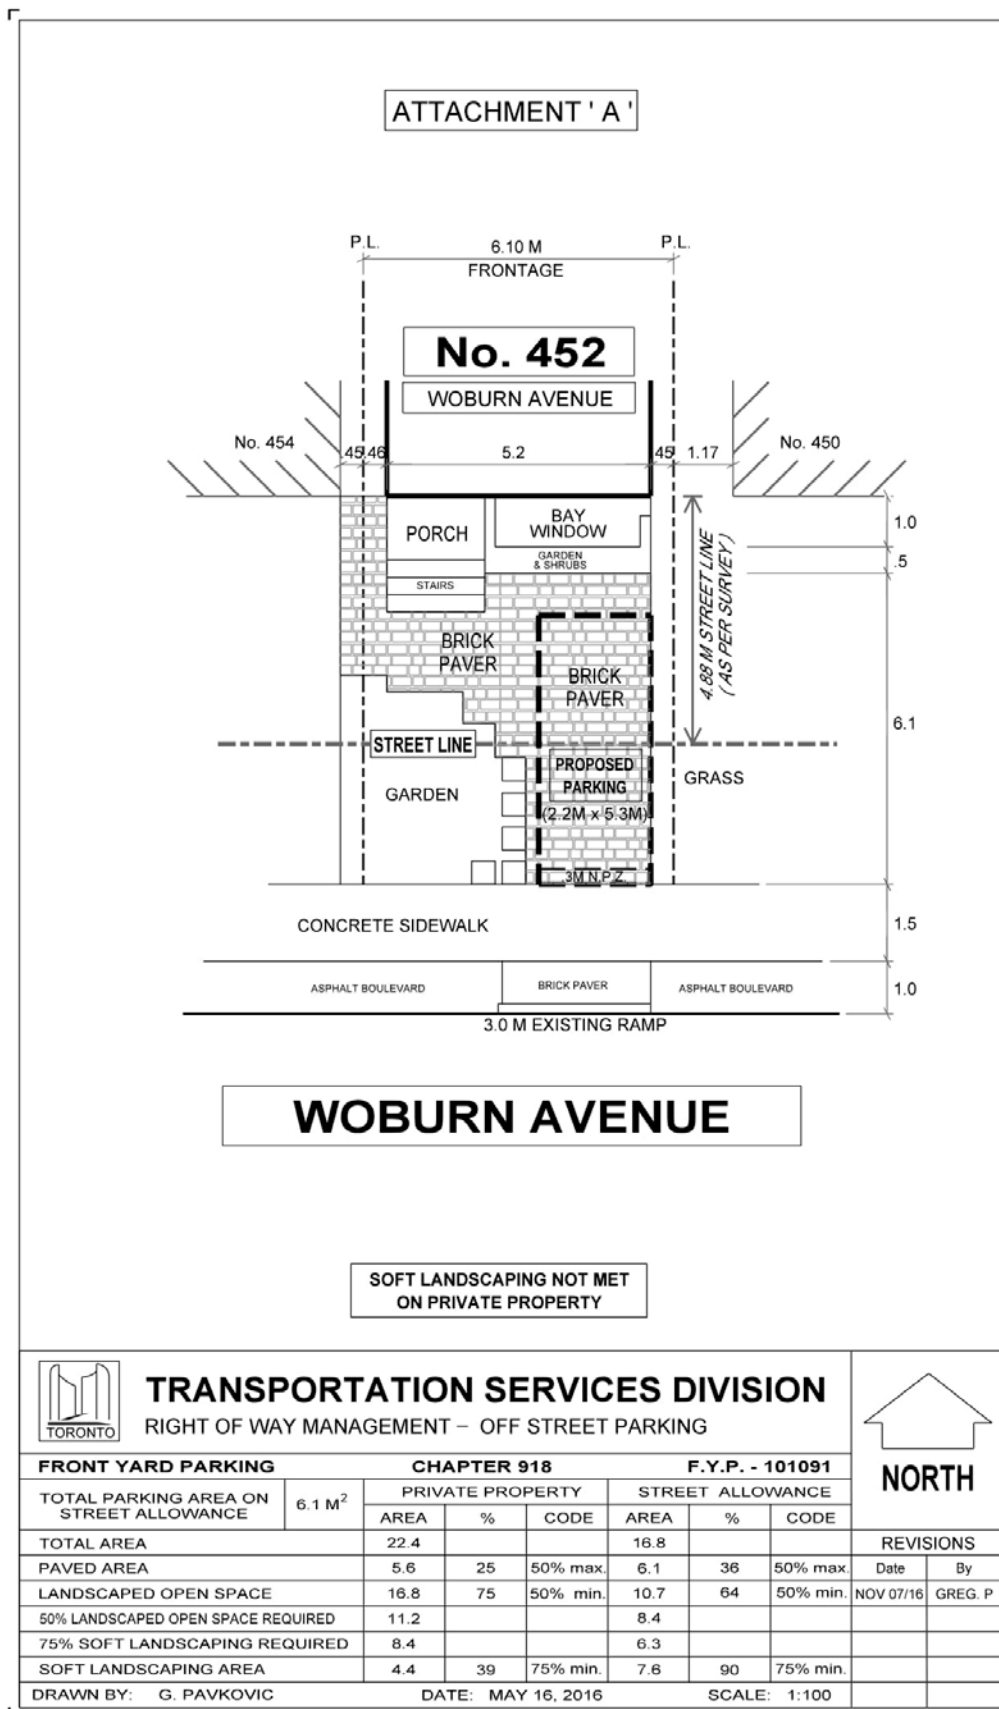 ATTACHMENT ' A '
P.L.
6.10 M
P.L.
FRONTAGE
No. 452
WOBURN AVENUE
No. 454
.45
.46
5.2
.45
1.17
No. 450
PORCH
BAY
WINDOW
1.0
GARDEN
& SHRUBS
.5
STAIRS
4.88 M STREET LINE
( AS PER SURVEY )
BRICK
PAVER
BRICK
PAVER
6.1
STREET LINE
PROPOSED
PARKING
(2.2M x 5.3M)
GRASS
GARDEN
.3M N.P.Z.
CONCRETE SIDEWALK
1.5
ASPHALT BOULEVARD
BRICK PAVER
ASPHALT BOULEVARD
1.0
3.0 M EXISTING RAMP
WOBURN AVENUE
SOFT LANDSCAPING NOT MET
ON PRIVATE PROPERTY
TORONTO
TRANSPORTATION SERVICES DIVISION
RIGHT OF WAY MANAGEMENT – OFF STREET PARKING
NORTH
FRONT YARD PARKING CHAPTER 918 F.Y.P. - 101091
TOTAL PARKING AREA ON
STREET ALLOWANCE
6.1 M²
PRIVATE PROPERTY STREET ALLOWANCE
AREA % CODE AREA % CODE
TOTAL AREA 22.4 16.8 REVISIONS
PAVED AREA 5.6 25 50% max. 6.1 36 50% max. Date By
LANDSCAPED OPEN SPACE 16.8 75 50% min. 10.7 64 50% min. NOV 07/16 GREG. P
50% LANDSCAPED OPEN SPACE REQUIRED 11.2 8.4
75% SOFT LANDSCAPING REQUIRED 8.4 6.3
SOFT LANDSCAPING AREA 4.4 39 75% min. 7.6 90 75% min.
DRAWN BY: G. PAVKOVIC DATE: MAY 16, 2016 SCALE: 1:100